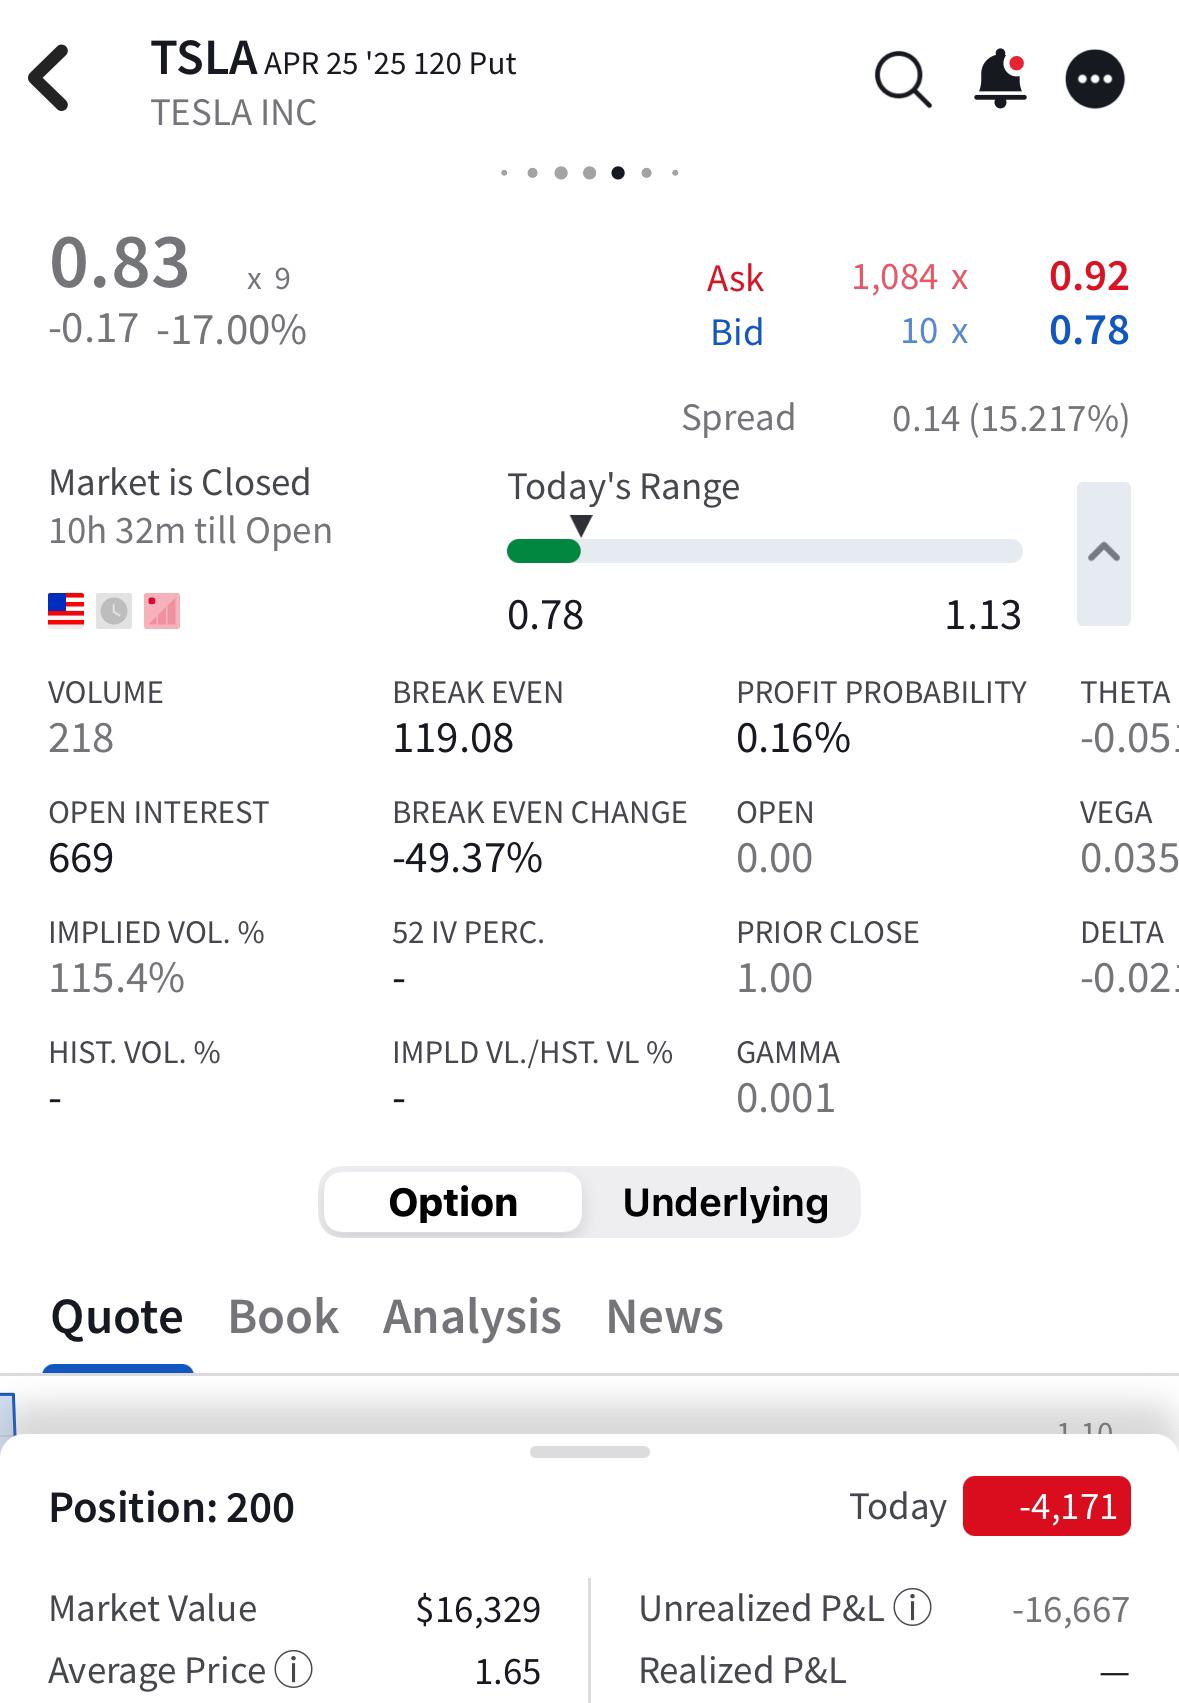 TSLA APR 25 '25 120 Put
TESLA INC
0.83 x 9
-0.17 -17.00%
Ask 1,084 x 0.92
Bid 10 x 0.78
Spread 0.14 (15.217%)
Market is Closed
10h 32m till Open
Today's Range
0.78 1.13
VOLUME BREAK EVEN PROFIT PROBABILITY THETA
218 119.08 0.16% -0.051
OPEN INTEREST BREAK EVEN CHANGE OPEN VEGA
669 -49.37% 0.00 0.035
IMPLIED VOL. % 52 IV PERC. PRIOR CLOSE DELTA
115.4% - 1.00 -0.021
HIST. VOL. % IMPLD VL./HST. VL % GAMMA
- - 0.001
Option Underlying
Quote Book Analysis News
1.10
Position: 200 Today -4,171
Market Value $16,329 Unrealized P&L -16,667
Average Price 1.65 Realized P&L —